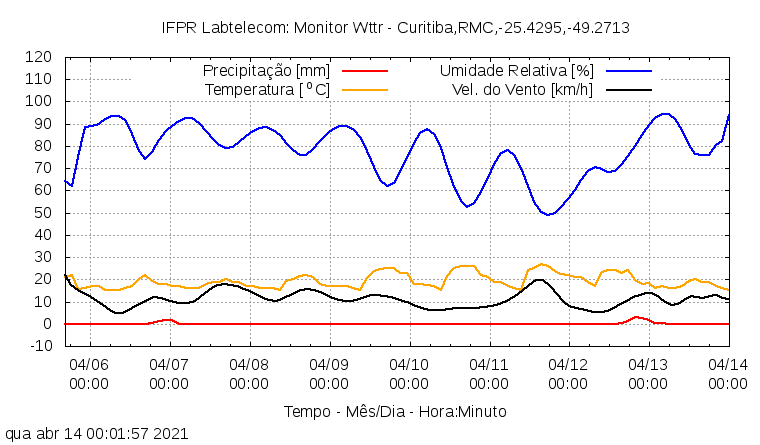 IFPR Labtelecom: Monitor Wttr - Curitiba,RMC,-25.4295,-49.2713
Precipitação [mm]
Temperatura [ ⁰C]
Umidade Relativa [%]
Vel. do Vento [km/h]
120
110
100
90
80
70
60
50
40
30
20
10
0
-10
04/06 04/07 04/08 04/09 04/10 04/11 04/12 04/13 04/14
00:00 00:00 00:00 00:00 00:00 00:00 00:00 00:00 00:00
Tempo - Mês/Dia - Hora:Minuto
qua abr 14 00:01:57 2021